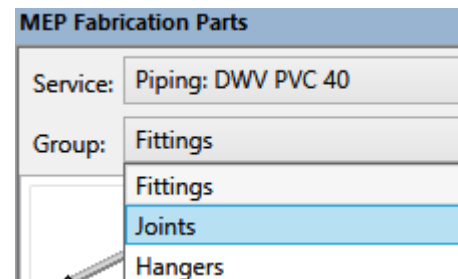 MEP Fabrication Parts
Service: Piping: DWV PVC 40
Group: Fittings
Fittings
Joints
Hangers